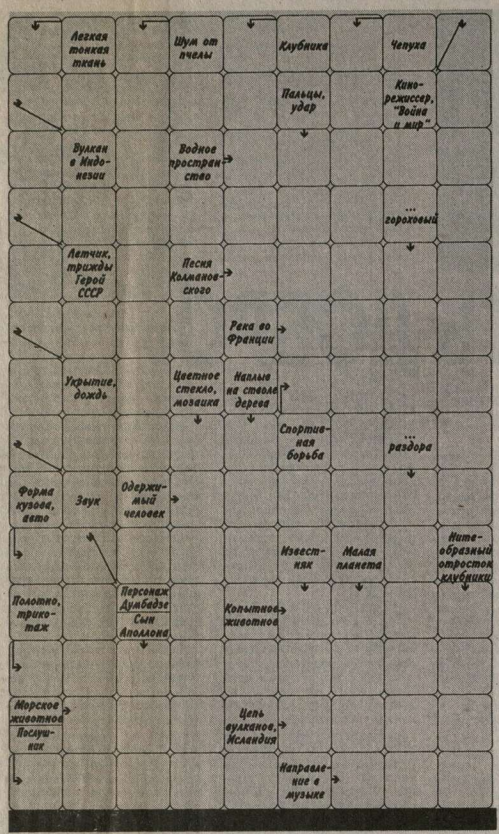 Легкая
тонкая
ткань
Шум от
пчелы
Клубника
Чепуха
Пальцы,
удар
Кино-
режиссер,
"Война
и мир"
Вулкан
в Индо-
незии
Водное
простран-
ство
...
гороховый
Летчик,
трижды
Герой
СССР
Песня
Колманов-
ского
Река во
Франции
Укрытие,
дождь
Цветное
стекло,
мозаика
Наплыв
на стволе
дерева
Спортив-
ная
борьба
...
раздора
Форма
кузова,
авто
Звук
Одержи-
мый
человек
Извест-
няк
Малая
планета
Ните-
образный
отросток
клубники
Полотно,
трико-
таж
Персонаж
Думбадзе
Сын
Аполлона
Копытное
животное
Морское
животное
Послуш-
ник
Цепь
вулканов,
Исландия
Направле-
ние в
музыке